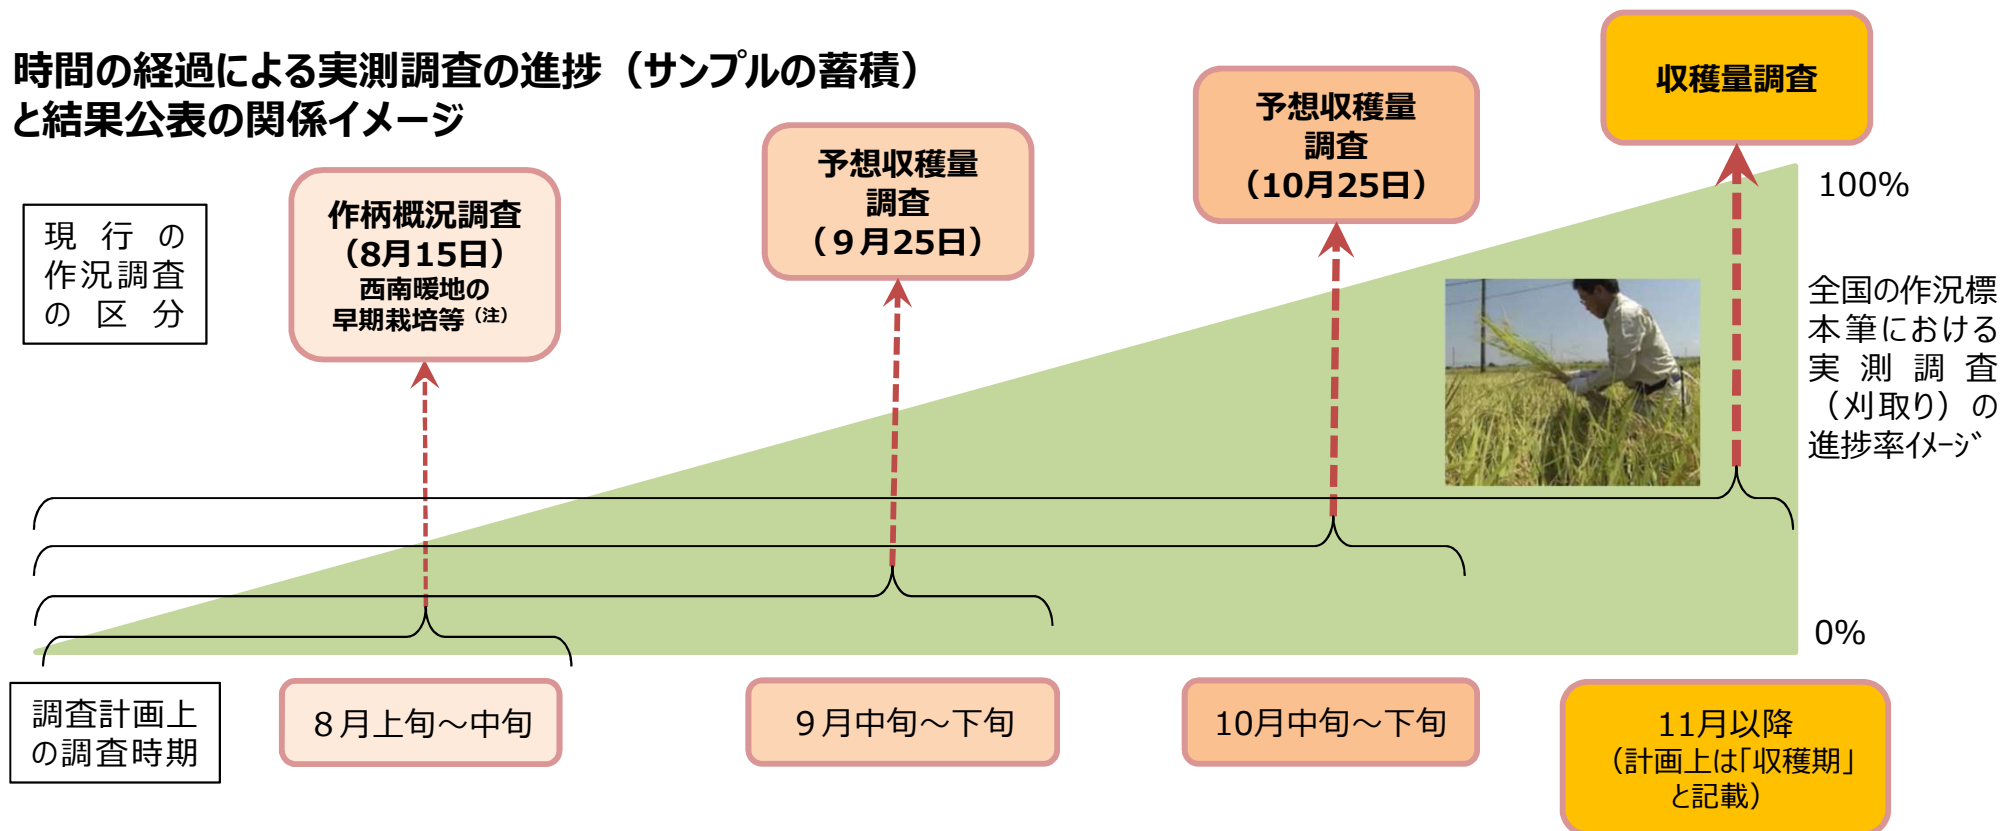 時間の経過による実測調査の進捗（サンプルの蓄積）
と結果公表の関係イメージ
現行の
作況調査
の区分
作柄概況調査
（8月15日）
西南暖地の
早期栽培等（注）
予想収穫量
調査
（９月25日）
予想収穫量
調査
（10月25日）
収穫量調査
100%
全国の作況標
本筆における
実測調査
（刈取り）の
進捗率ｲﾒｰｼﾞ
0%
調査計画上
の調査時期
８月上旬～中旬
９月中旬～下旬
10月中旬～下旬
11月以降
（計画上は「収穫期」
と記載）